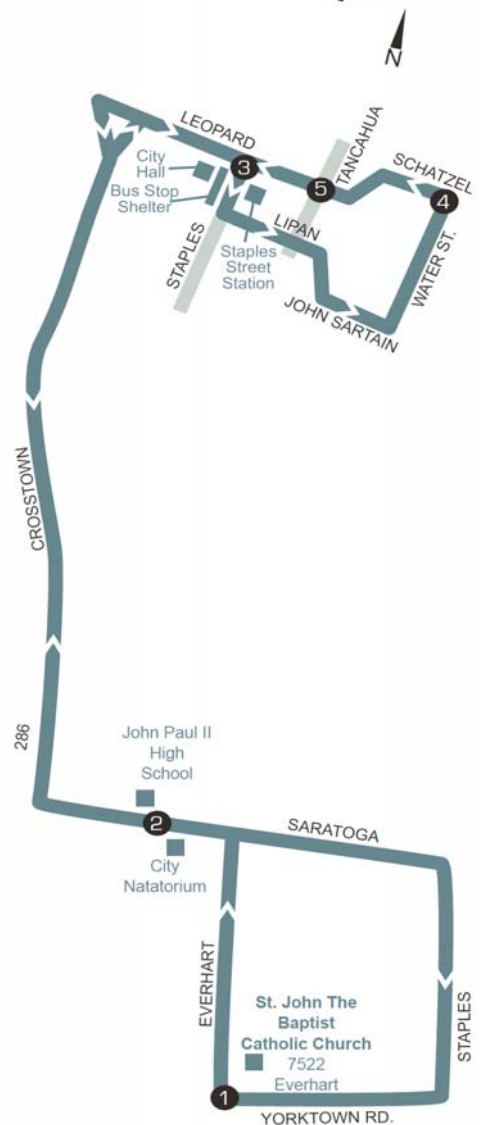 N
LEOPARD
TANCAHUA
SCHATZEL
City
Hall
3
5
4
Bus Stop
Shelter
LIPAN
STAPLES
Staples
Street
Station
WATER ST.
JOHN SARTAIN
CROSSTOWN
286
John Paul II
High
School
2
SARATOGA
City
Natatorium
EVERHART
STAPLES
St. John The
Baptist
Catholic Church
7522
Everhart
1
YORKTOWN RD.